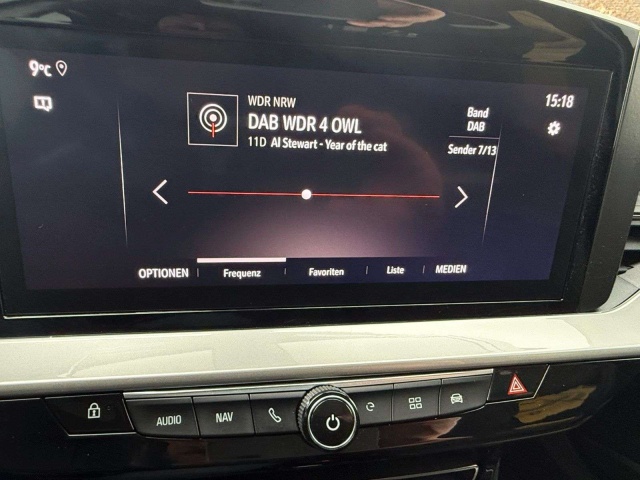 9°C
15:18
WDR NRW
DAB WDR 4 OWL
11D Al Stewart - Year of the cat
Band
DAB
Sender 7/13
OPTIONEN
Frequenz
Favoriten
Liste
MEDIEN
AUDIO
NAV